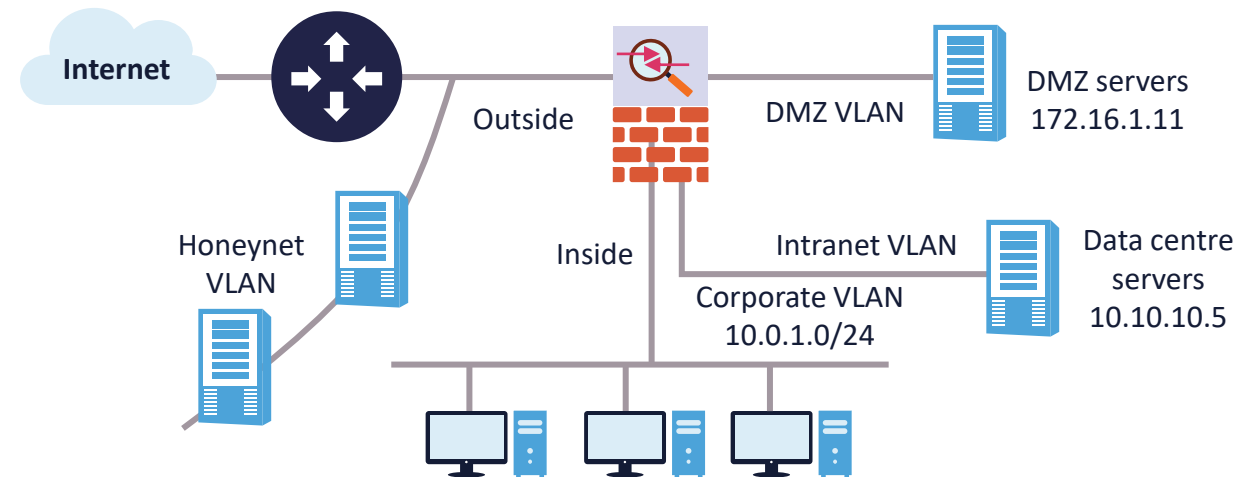 Internet
Outside
DMZ VLAN
DMZ servers
172.16.1.11
Honeynet
VLAN
Inside
Intranet VLAN
Data centre
servers
10.10.10.5
Corporate VLAN
10.0.1.0/24